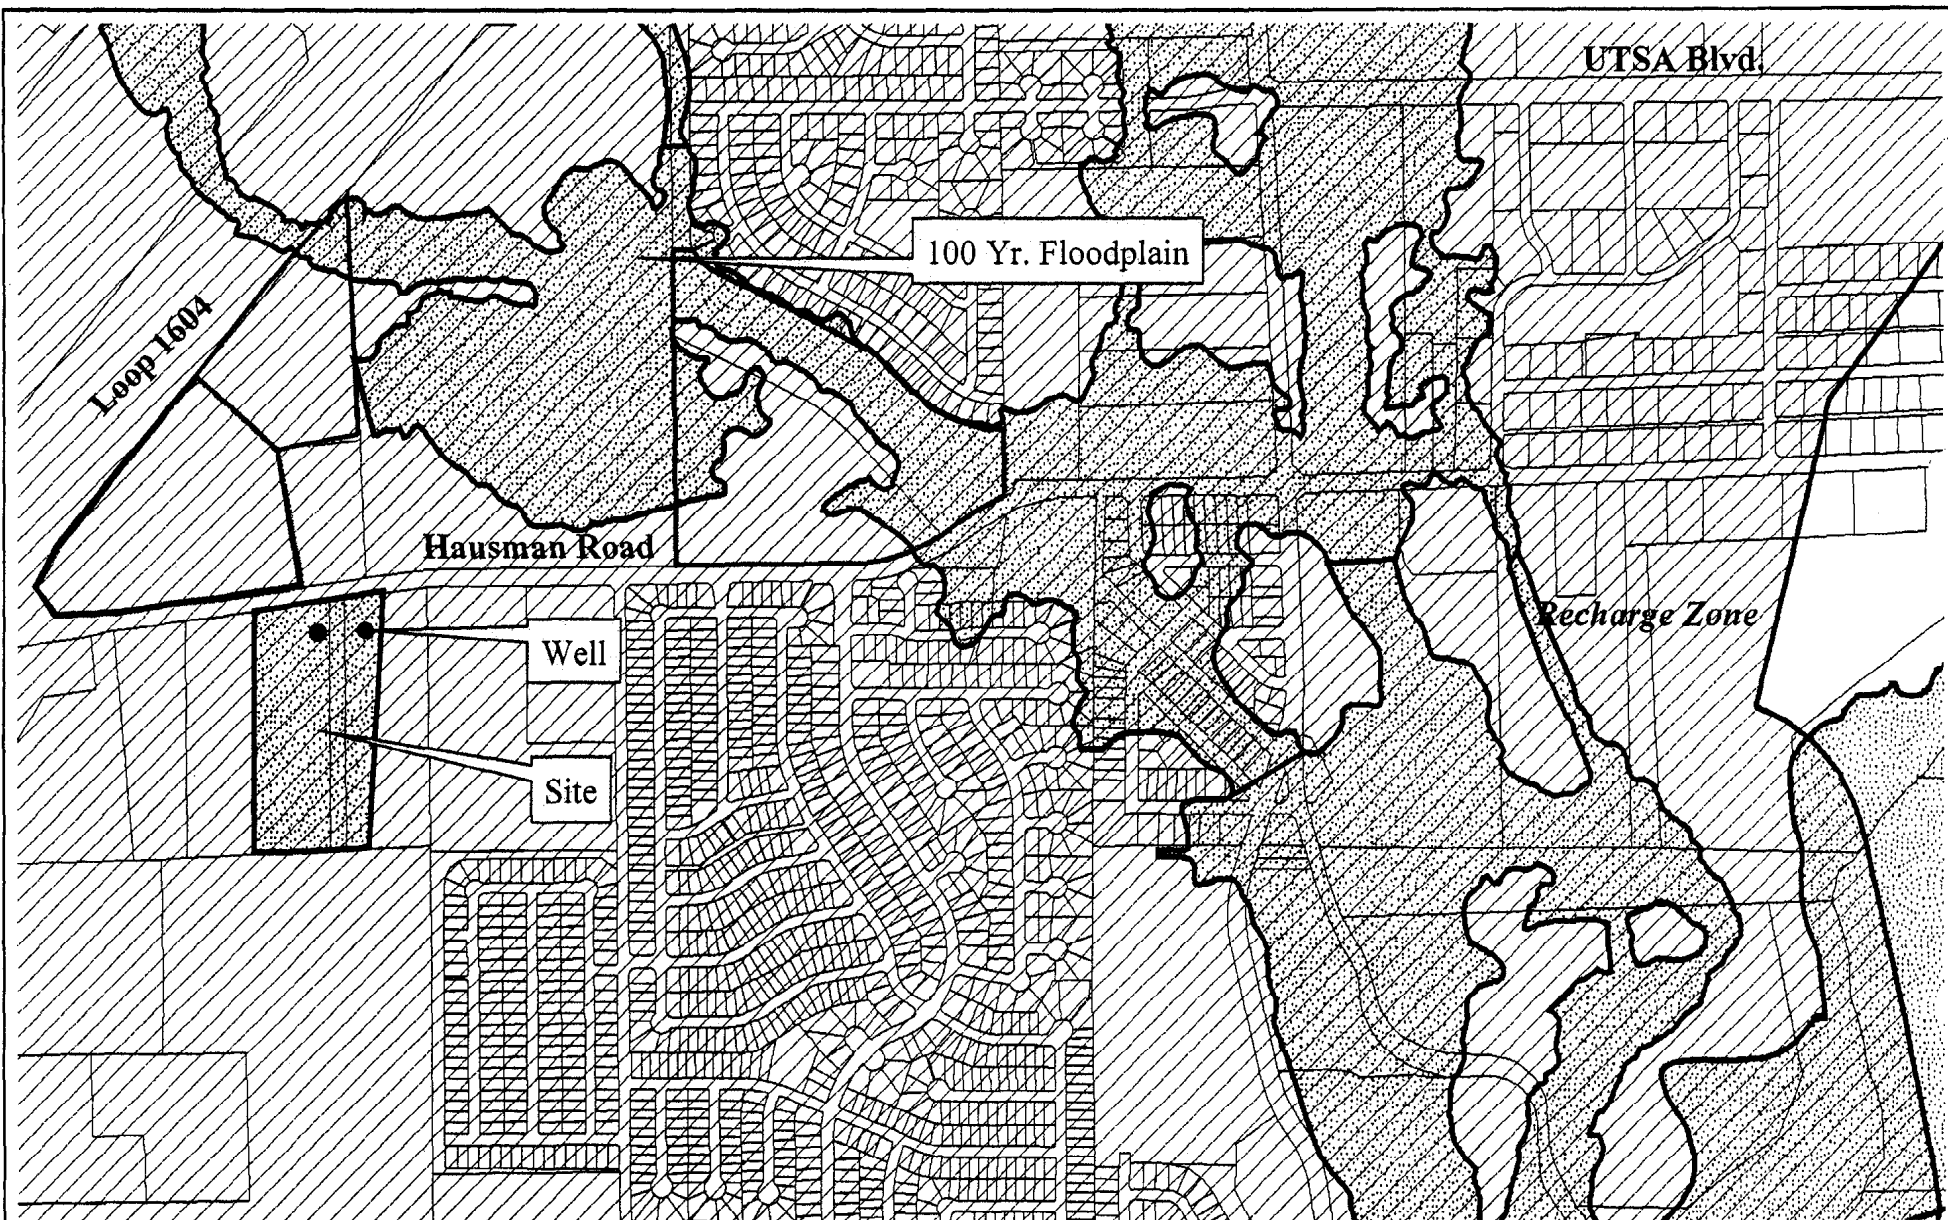 UTSA Blvd.
100 Yr. Floodplain
Loop 1604
Hausman Road
Recharge Zone
Well
Site